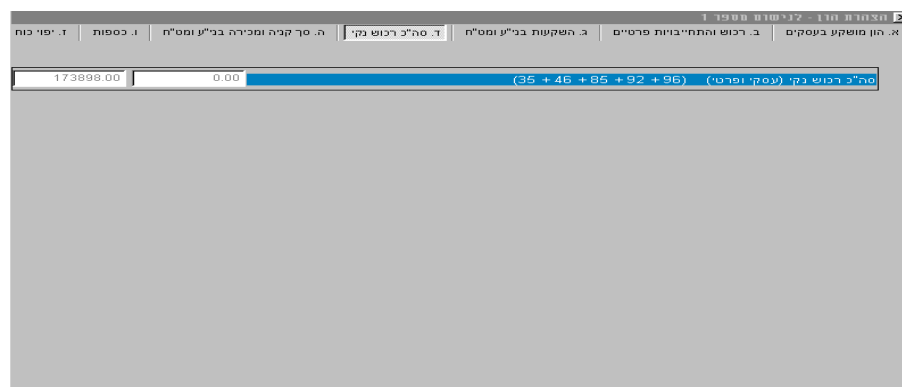 הצהרת הון - לנישום מספר 1
א. הון מושקע בעסקים ב. רכוש והתחייבויות פרטיים ג. השקעות בני"ע ומט"ח ד. סה"כ רכוש נקי ה. סך קניה ומכירה בני"ע ומט"ח ו. כספות ז. יפוי כוח
סה"כ רכוש נקי (עסקי ופרטי) (35 + 46 + 85 + 92 + 96) 0.00 173898.00